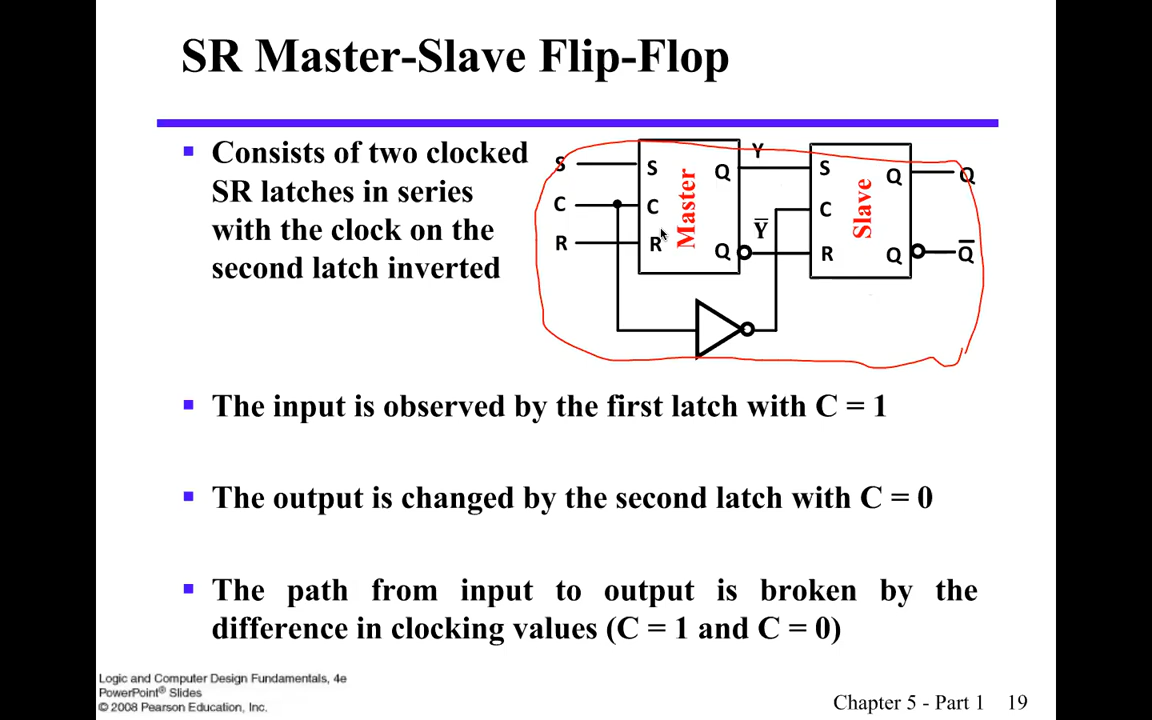 SR Master-Slave Flip-Flop
Consists of two clocked
SR latches in series
with the clock on the
second latch inverted
S
C
R
S
C
R
Master
Q
Q
Y
Y̅
S
C
R
Slave
Q
Q
Q
Q̅
The input is observed by the first latch with C = 1
The output is changed by the second latch with C = 0
The path from input to output is broken by the
difference in clocking values (C = 1 and C = 0)
Logic and Computer Design Fundamentals, 4e
PowerPoint® Slides
© 2008 Pearson Education, Inc.
Chapter 5 - Part 1 19